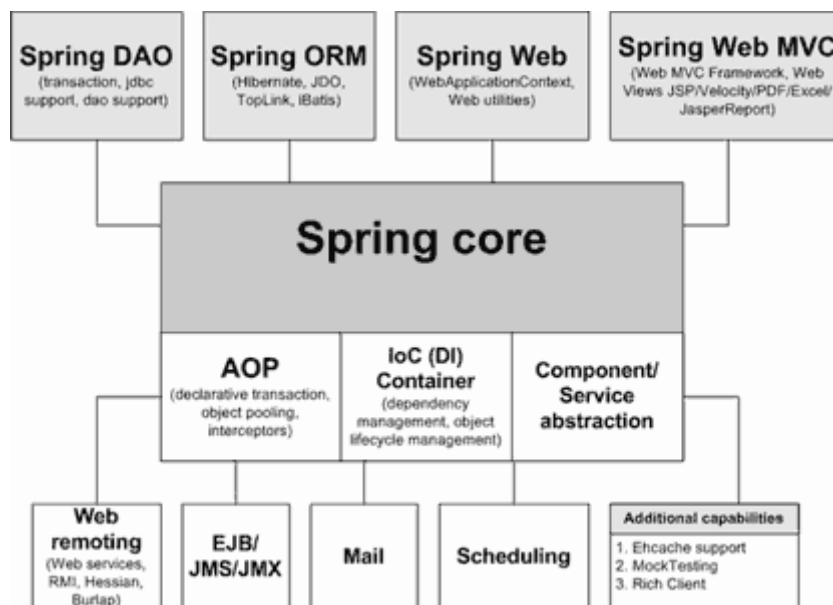 Spring DAO
(transaction, jdbc
support, dao support)
Spring ORM
(Hibernate, JDO,
TopLink, iBatis)
Spring Web
(WebApplicationContext,
Web utilities)
Spring Web MVC
(Web MVC Framework, Web
Views JSP/Velocity/PDF/Excel/
JasperReport)
Spring core
AOP
(declarative transaction,
object pooling,
interceptors)
IoC (DI)
Container
(dependency
management, object
lifecycle management)
Component/
Service
abstraction
Web
remoting
(Web services,
RMI, Hessian,
Burlap)
EJB/
JMS/JMX
Mail
Scheduling
Additional capabilities
1. Ehcache support
2. MockTesting
3. Rich Client